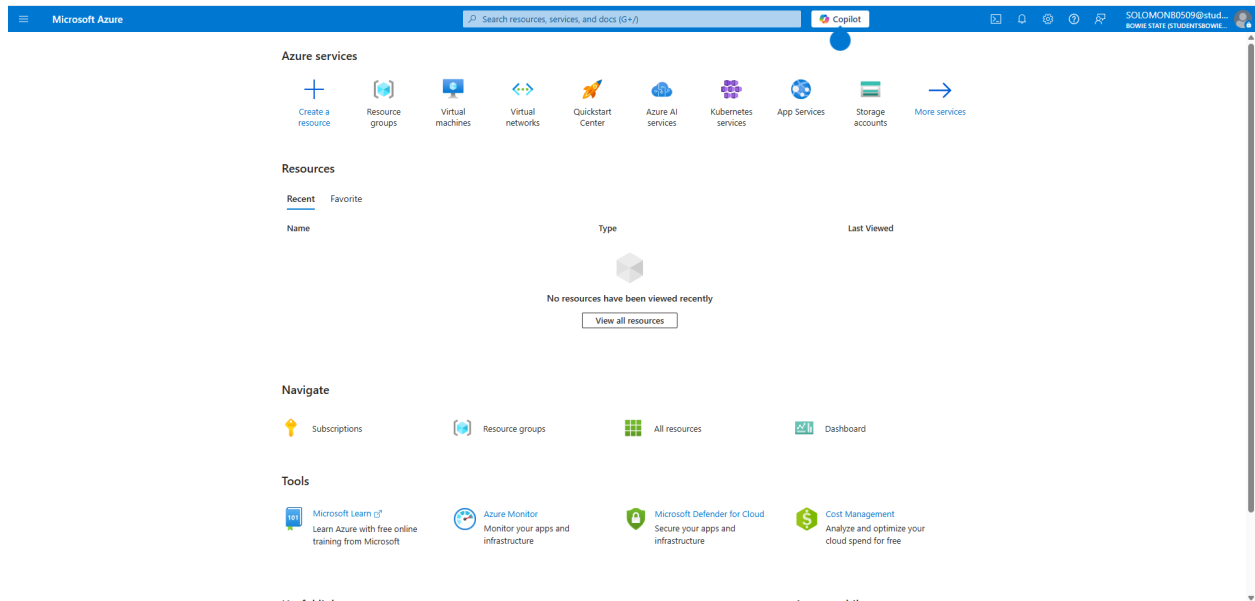 Microsoft Azure
Search resources, services, and docs (G+/)
Copilot
SOLOMONB0509@stud...
BOWIE STATE (STUDENTSBOWIE...
Azure services
Create a resource
Resource groups
Virtual machines
Virtual networks
Quickstart Center
Azure AI services
Kubernetes services
App Services
Storage accounts
More services
Resources
Recent
Favorite
Name
Type
Last Viewed
No resources have been viewed recently
View all resources
Navigate
Subscriptions
Resource groups
All resources
Dashboard
Tools
101
Microsoft Learn
Learn Azure with free online
training from Microsoft
Azure Monitor
Monitor your apps and
infrastructure
Microsoft Defender for Cloud
Secure your apps and
infrastructure
Cost Management
Analyze and optimize your
cloud spend for free